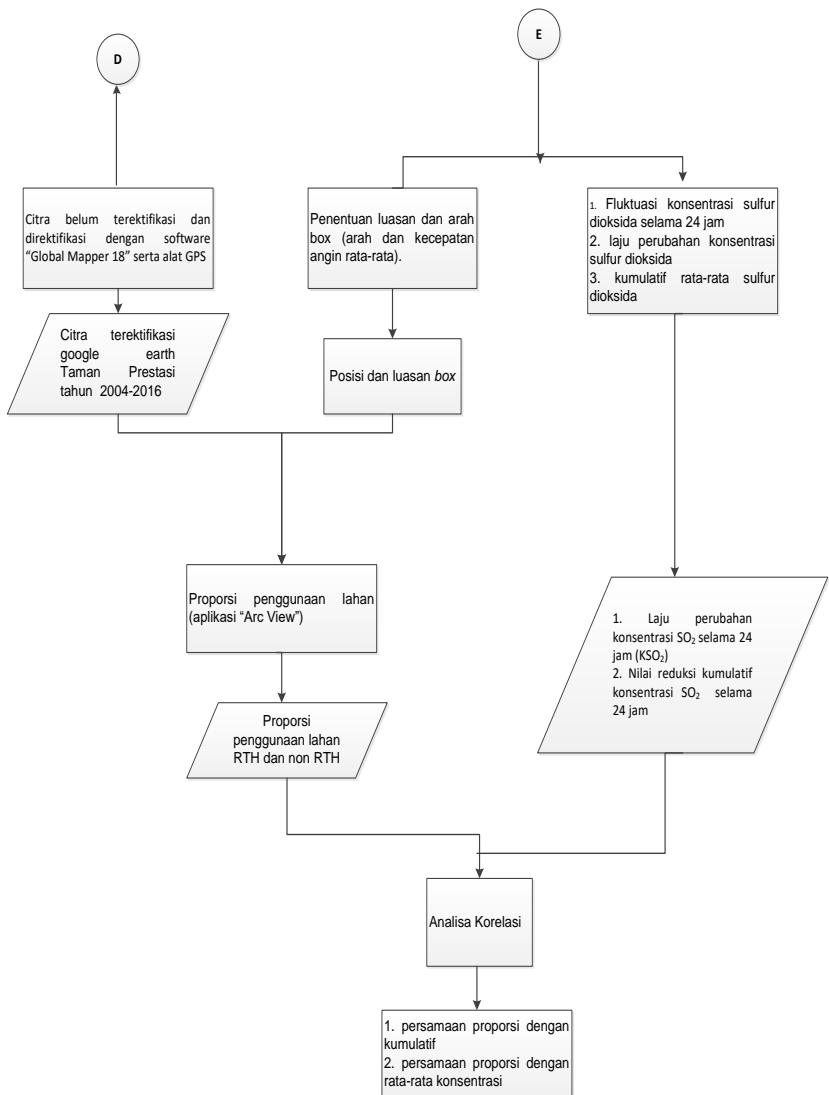 D
E
Citra belum terektifikasi dan
direktifikasi dengan software
“Global Mapper 18” serta alat GPS
Penentuan luasan dan arah
box (arah dan kecepatan
angin rata-rata).
1. Fluktuasi konsentrasi sulfur
dioksida selama 24 jam
2. laju perubahan konsentrasi
sulfur dioksida
3. kumulatif rata-rata sulfur
dioksida
Citra terektifikasi
google earth
Taman Prestasi
tahun 2004-2016
Posisi dan luasan box
Proporsi penggunaan lahan
(aplikasi “Arc View”)
1. Laju perubahan
konsentrasi SO₂ selama 24
jam (KSO₂)
2. Nilai reduksi kumulatif
konsentrasi SO₂ selama
24 jam
Proporsi
penggunaan lahan
RTH dan non RTH
Analisa Korelasi
1. persamaan proporsi dengan
kumulatif
2. persamaan proporsi dengan
rata-rata konsentrasi